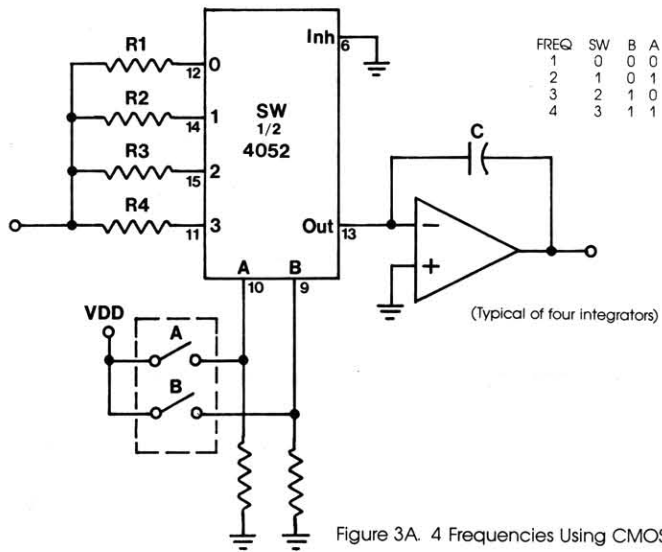 R1
R2
R3
R4
12
14
15
11
0
1
2
3
SW
1/2
4052
Inh
6
Out
13
A
B
10
9
FREQ SW B A
1 0 0 0
2 1 0 1
3 2 1 0
4 3 1 1
C
−
+
(Typical of four integrators)
VDD
A
B
Figure 3A. 4 Frequencies Using CMOS